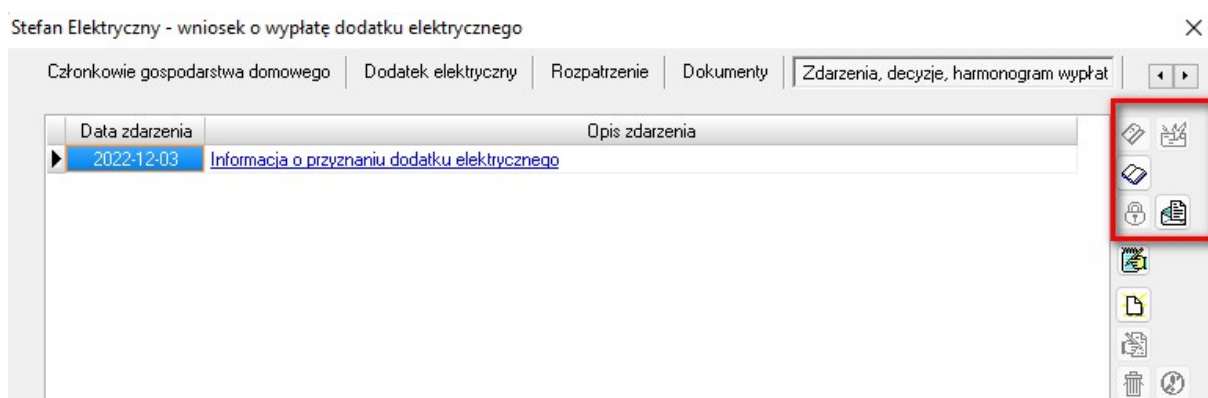 Stefan Elektryczny - wniosek o wypłatę dodatku elektrycznego
Członkowie gospodarstwa domowego Dodatek elektryczny Rozpatrzenie Dokumenty Zdarzenia, decyzje, harmonogram wypłat
Data zdarzenia Opis zdarzenia
2022-12-03 Informacja o przyznaniu dodatku elektrycznego